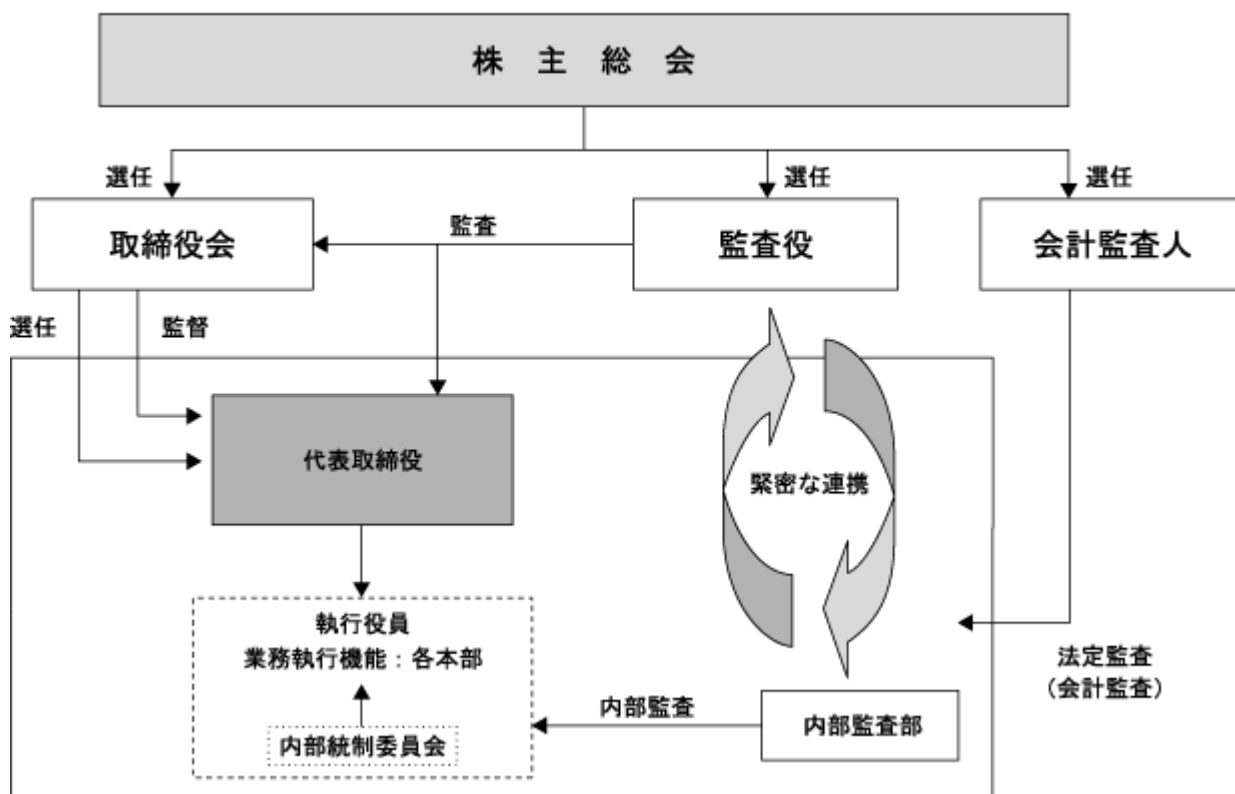 株 主 総 会
選任
選任
選任
取締役会
監査
監査役
会計監査人
選任
監督
代表取締役
緊密な連携
執行役員
業務執行機能：各本部
法定監査
（会計監査）
内部監査
内部監査部
内部統制委員会